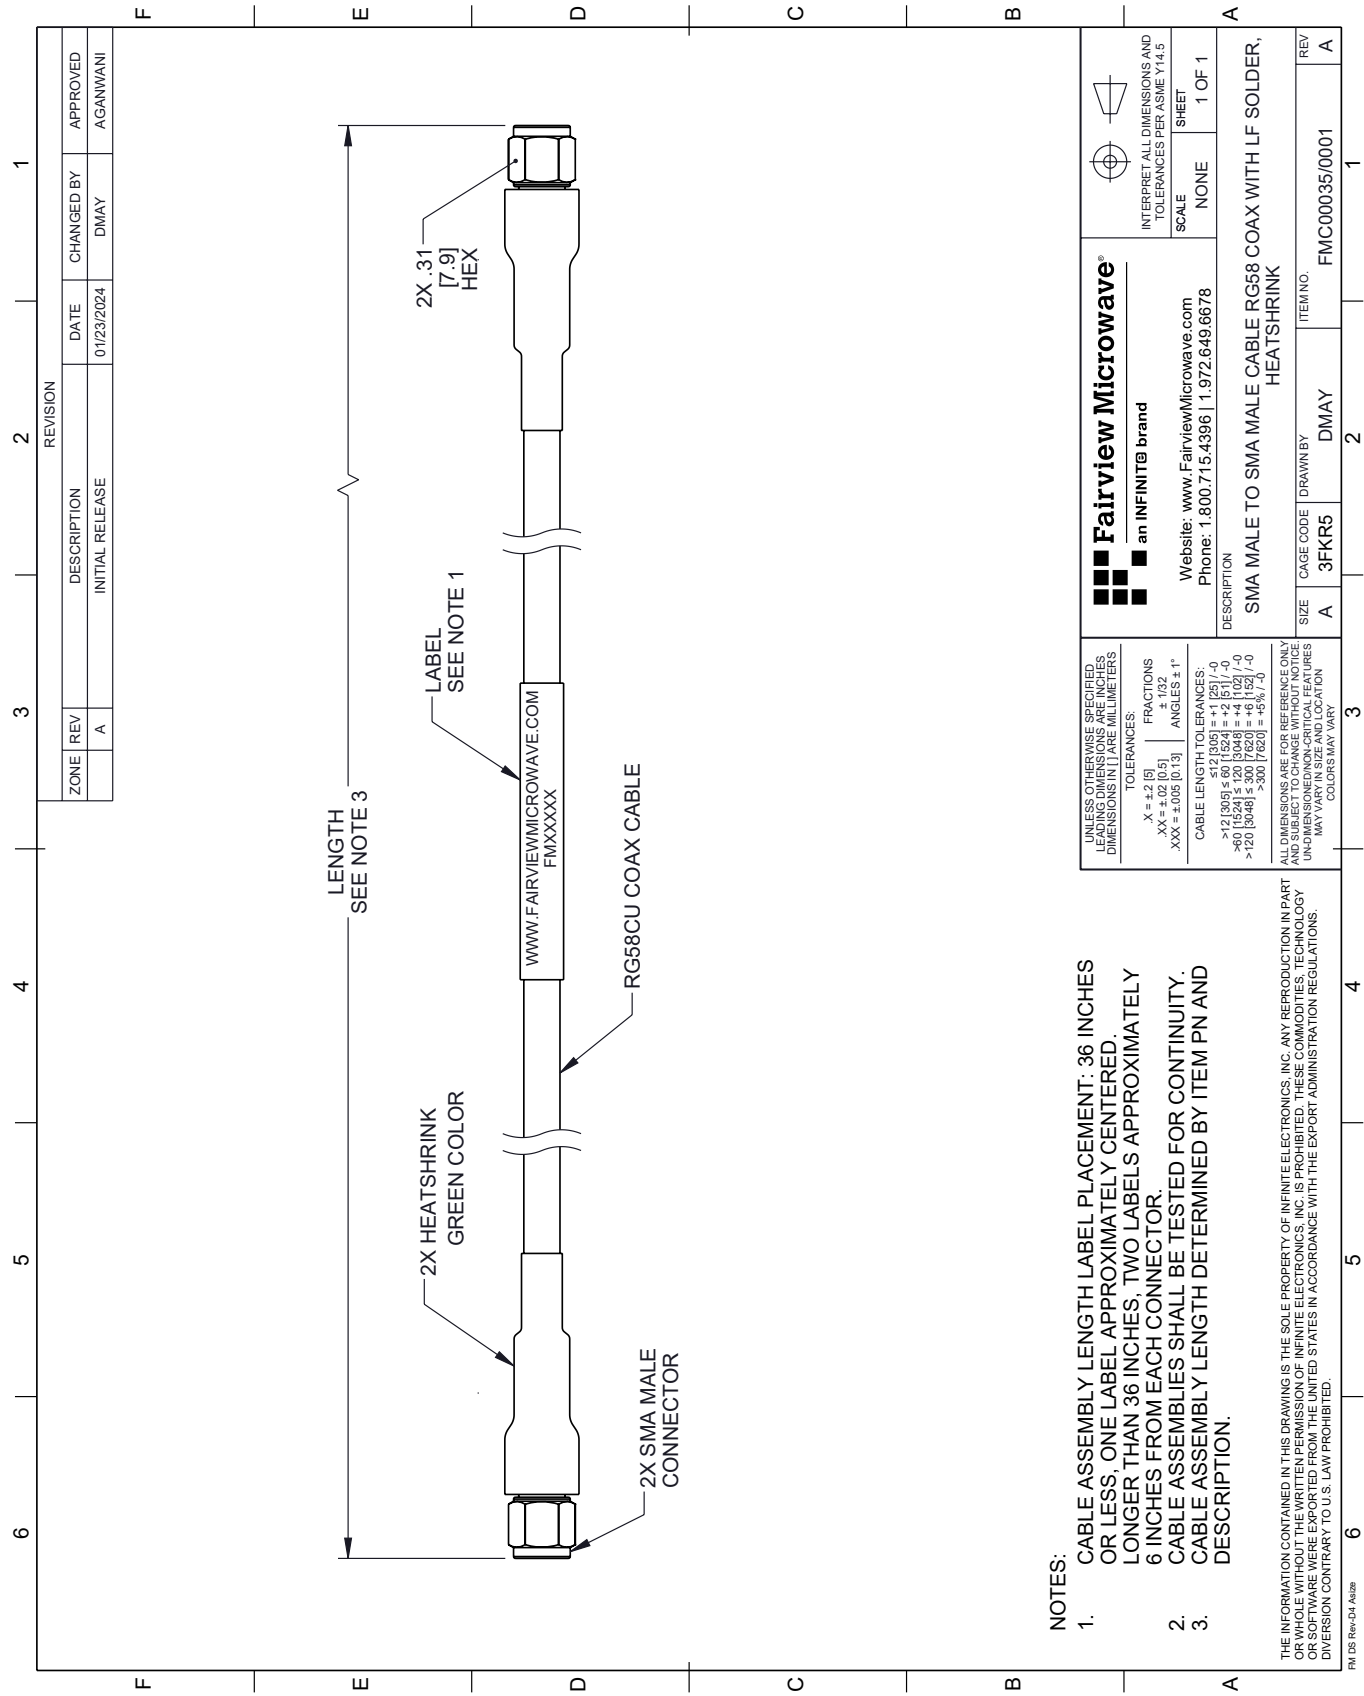 6
5
4
3
2
1
F
E
D
C
B
A
F
E
D
C
B
A
6
5
4
3
2
1
REVISION
ZONE REV DESCRIPTION DATE CHANGED BY APPROVED
A INITIAL RELEASE 01/23/2024 DMAY AGANWANI
LENGTH
SEE NOTE 3
2X .31
[7.9]
HEX
LABEL
SEE NOTE 1
2X HEATSHRINK
GREEN COLOR
WWW.FAIRVIEWMICROWAVE.COM
FMXXXXX
RG58CU COAX CABLE
2X SMA MALE
CONNECTOR
NOTES:
1. CABLE ASSEMBLY LENGTH LABEL PLACEMENT: 36 INCHES
OR LESS, ONE LABEL APPROXIMATELY CENTERED.
LONGER THAN 36 INCHES, TWO LABELS APPROXIMATELY
6 INCHES FROM EACH CONNECTOR.
2. CABLE ASSEMBLIES SHALL BE TESTED FOR CONTINUITY.
3. CABLE ASSEMBLY LENGTH DETERMINED BY ITEM PN AND
DESCRIPTION.
THE INFORMATION CONTAINED IN THIS DRAWING IS THE SOLE PROPERTY OF INFINITE ELECTRONICS, INC. ANY REPRODUCTION IN PART
OR WHOLE WITHOUT THE WRITTEN PERMISSION OF INFINITE ELECTRONICS, INC. IS PROHIBITED. THESE COMMODITIES, TECHNOLOGY
OR SOFTWARE WERE EXPORTED FROM THE UNITED STATES IN ACCORDANCE WITH THE EXPORT ADMINISTRATION REGULATIONS.
DIVERSION CONTRARY TO U.S. LAW PROHIBITED.
FM DS Rev-D4 Asize
UNLESS OTHERWISE SPECIFIED
LEADING DIMENSIONS ARE INCHES
DIMENSIONS IN [ ] ARE MILLIMETERS
TOLERANCES:
.X = ±.2 [5] FRACTIONS
.XX = ±.02 [0.5] ± 1/32
.XXX = ±.005 [0.13] ANGLES ± 1°
CABLE LENGTH TOLERANCES:
≤12 [305] = +1 [25] / -0
>12 [305] ≤ 60 [1524] = +2 [51] / -0
>60 [1524] ≤ 120 [3048] = +4 [102] / -0
>120 [3048] ≤ 300 [7620] = +6 [152] / -0
>300 [7620] = +5% / -0
ALL DIMENSIONS ARE FOR REFERENCE ONLY
AND SUBJECT TO CHANGE WITHOUT NOTICE.
UN-DIMENSIONED/NON-CRITICAL FEATURES
MAY VARY IN SIZE AND LOCATION
COLORS MAY VARY
Fairview Microwave®
an INFINIT℮ brand
Website: www.FairviewMicrowave.com
Phone: 1.800.715.4396 | 1.972.649.6678
INTERPRET ALL DIMENSIONS AND
TOLERANCES PER ASME Y14.5
SCALE
NONE
SHEET
1 OF 1
DESCRIPTION
SMA MALE TO SMA MALE CABLE RG58 COAX WITH LF SOLDER,
HEATSHRINK
SIZE
A
CAGE CODE
3FKR5
DRAWN BY
DMAY
ITEM NO.
FMC00035/0001
REV
A